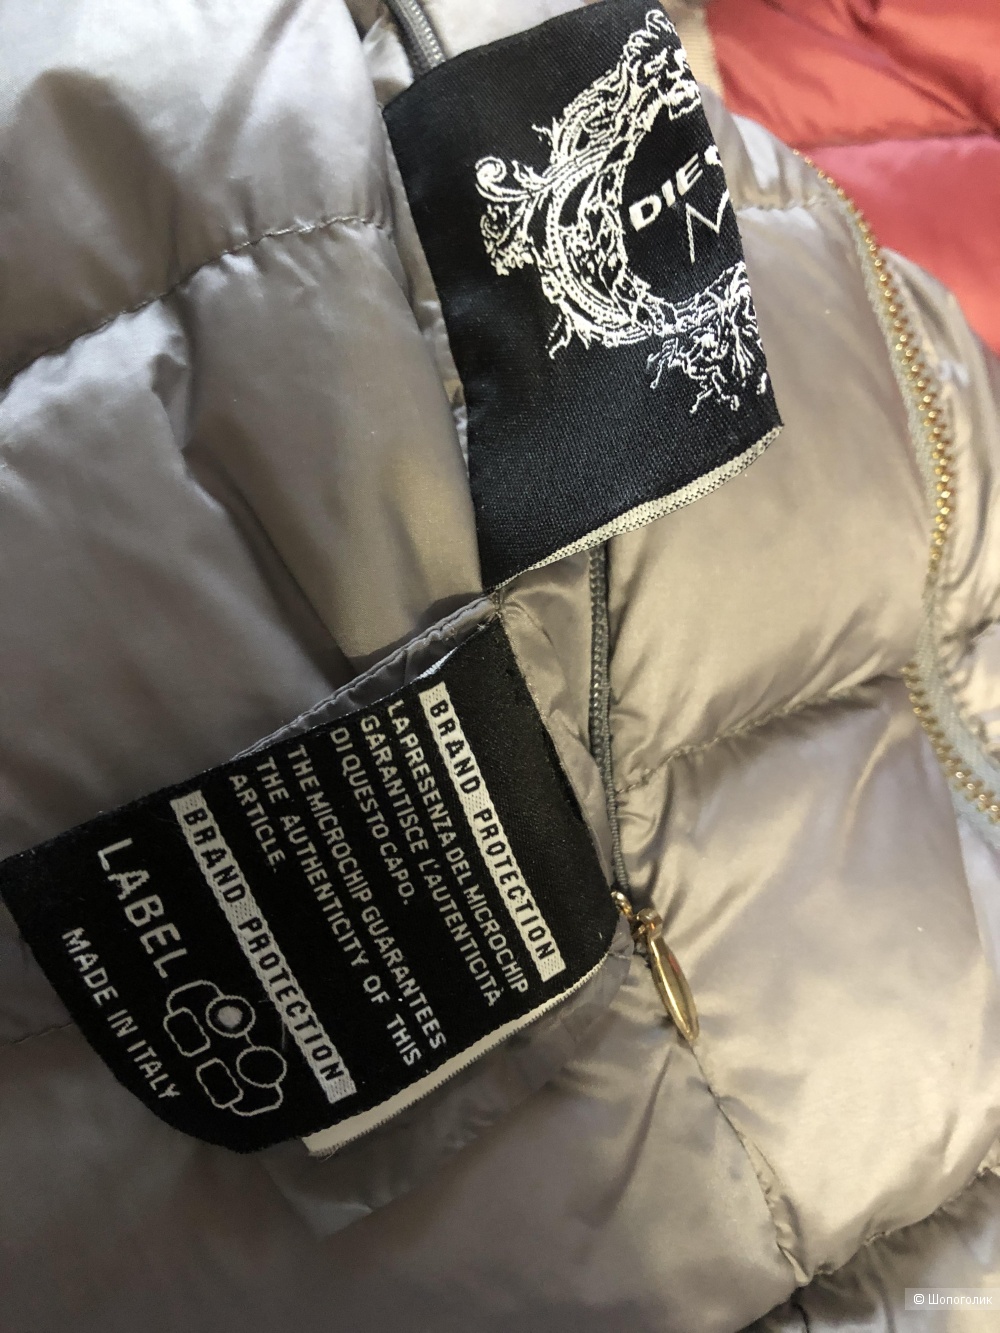 DIES
M
BRAND PROTECTION
LA PRESENZA DEL MICROCHIP
GARANTISCE L'AUTENTICITÀ
DI QUESTO CAPO.
THE MICROCHIP GUARANTEES
THE AUTHENTICITY OF THIS
ARTICLE.
BRAND PROTECTION
LABEL
MADE IN ITALY
© Шопоголик